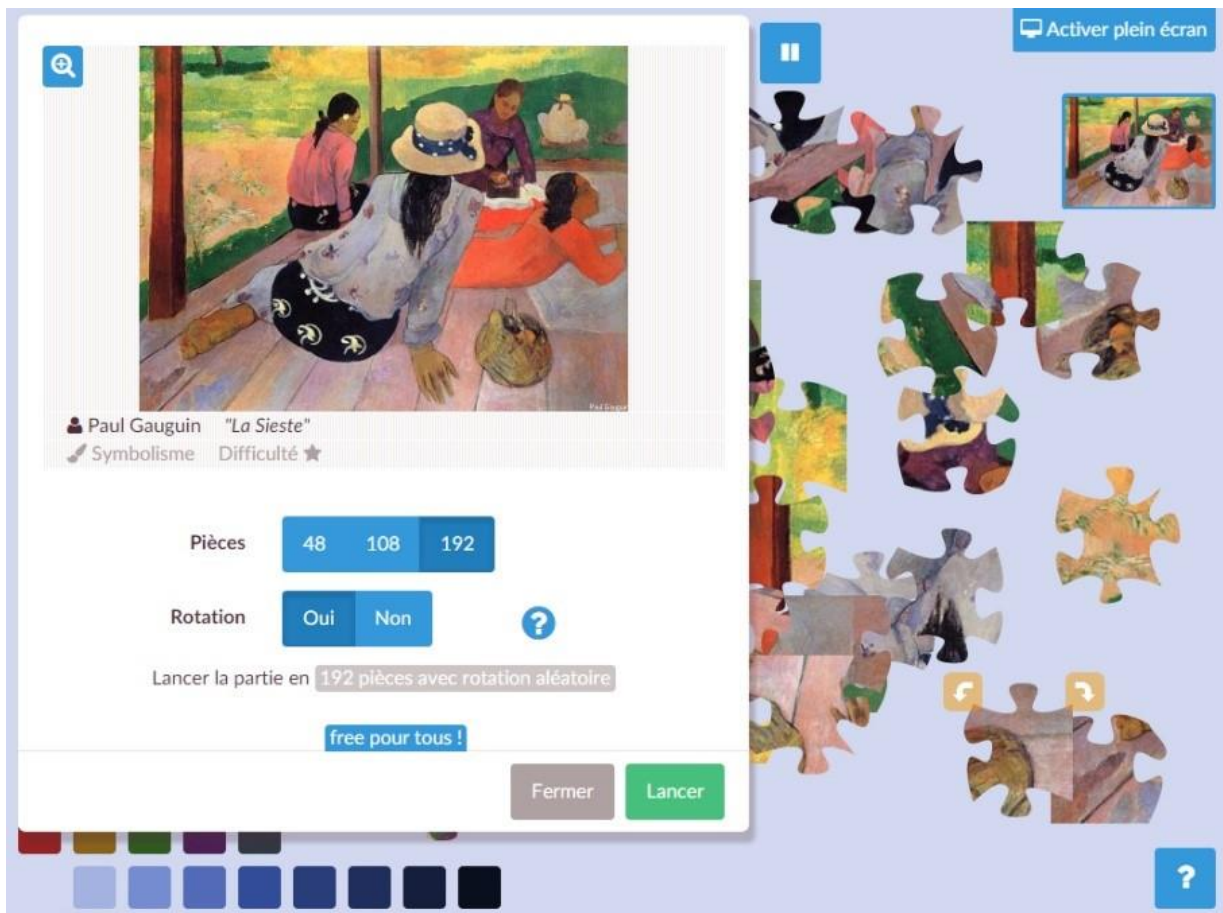 Activer plein écran
Paul Gauguin "La Sieste"
Symbolisme Difficulté
Pièces 48 108 192
Rotation Oui Non ?
Lancer la partie en 192 pièces avec rotation aléatoire
free pour tous !
Fermer Lancer
?